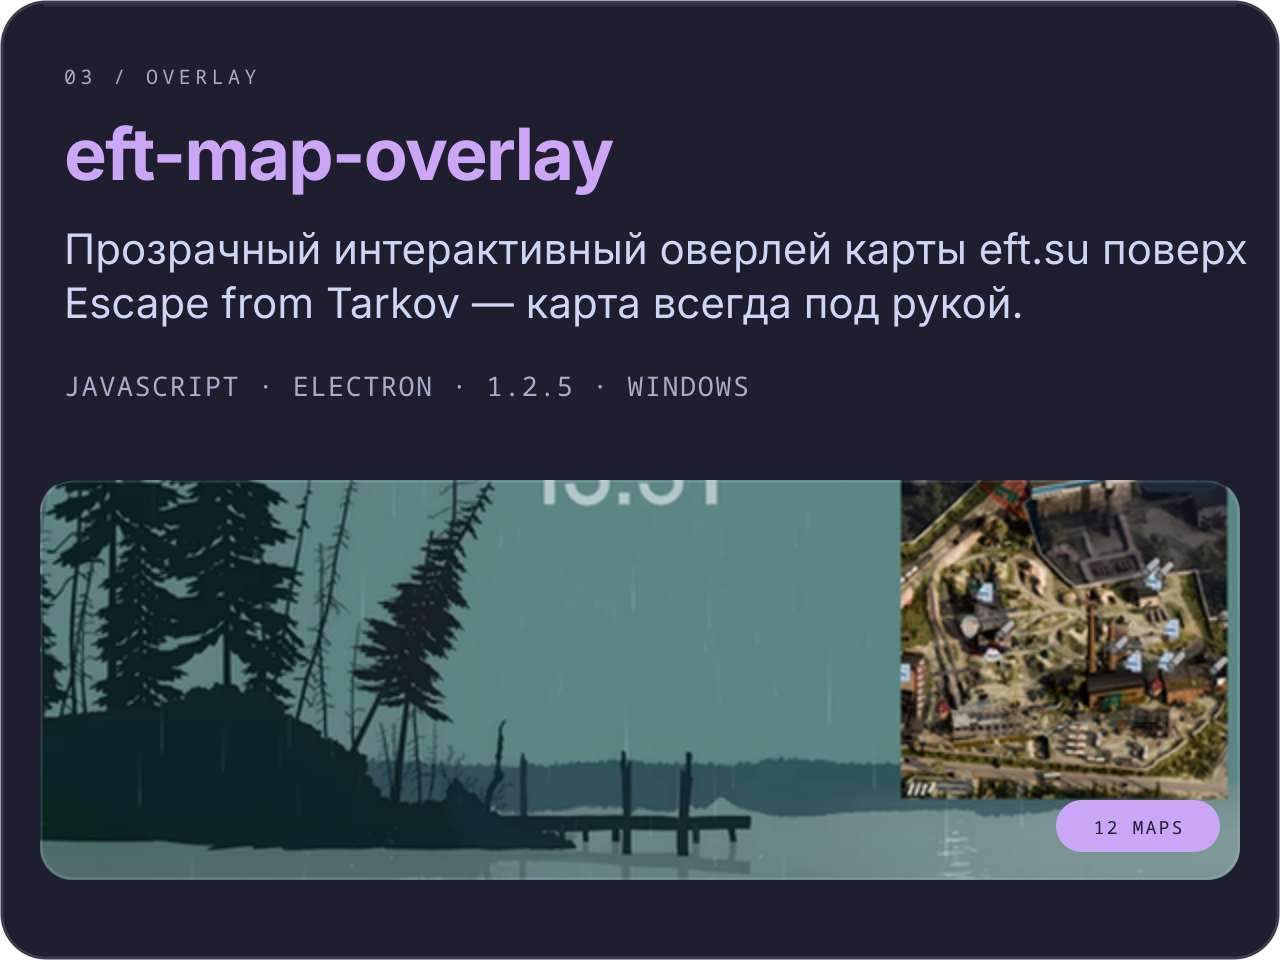 03 / OVERLAY
eft-map-overlay
Прозрачный интерактивный оверлей карты eft.su поверх
Escape from Tarkov — карта всегда под рукой.
JAVASCRIPT · ELECTRON · 1.2.5 · WINDOWS
12 MAPS